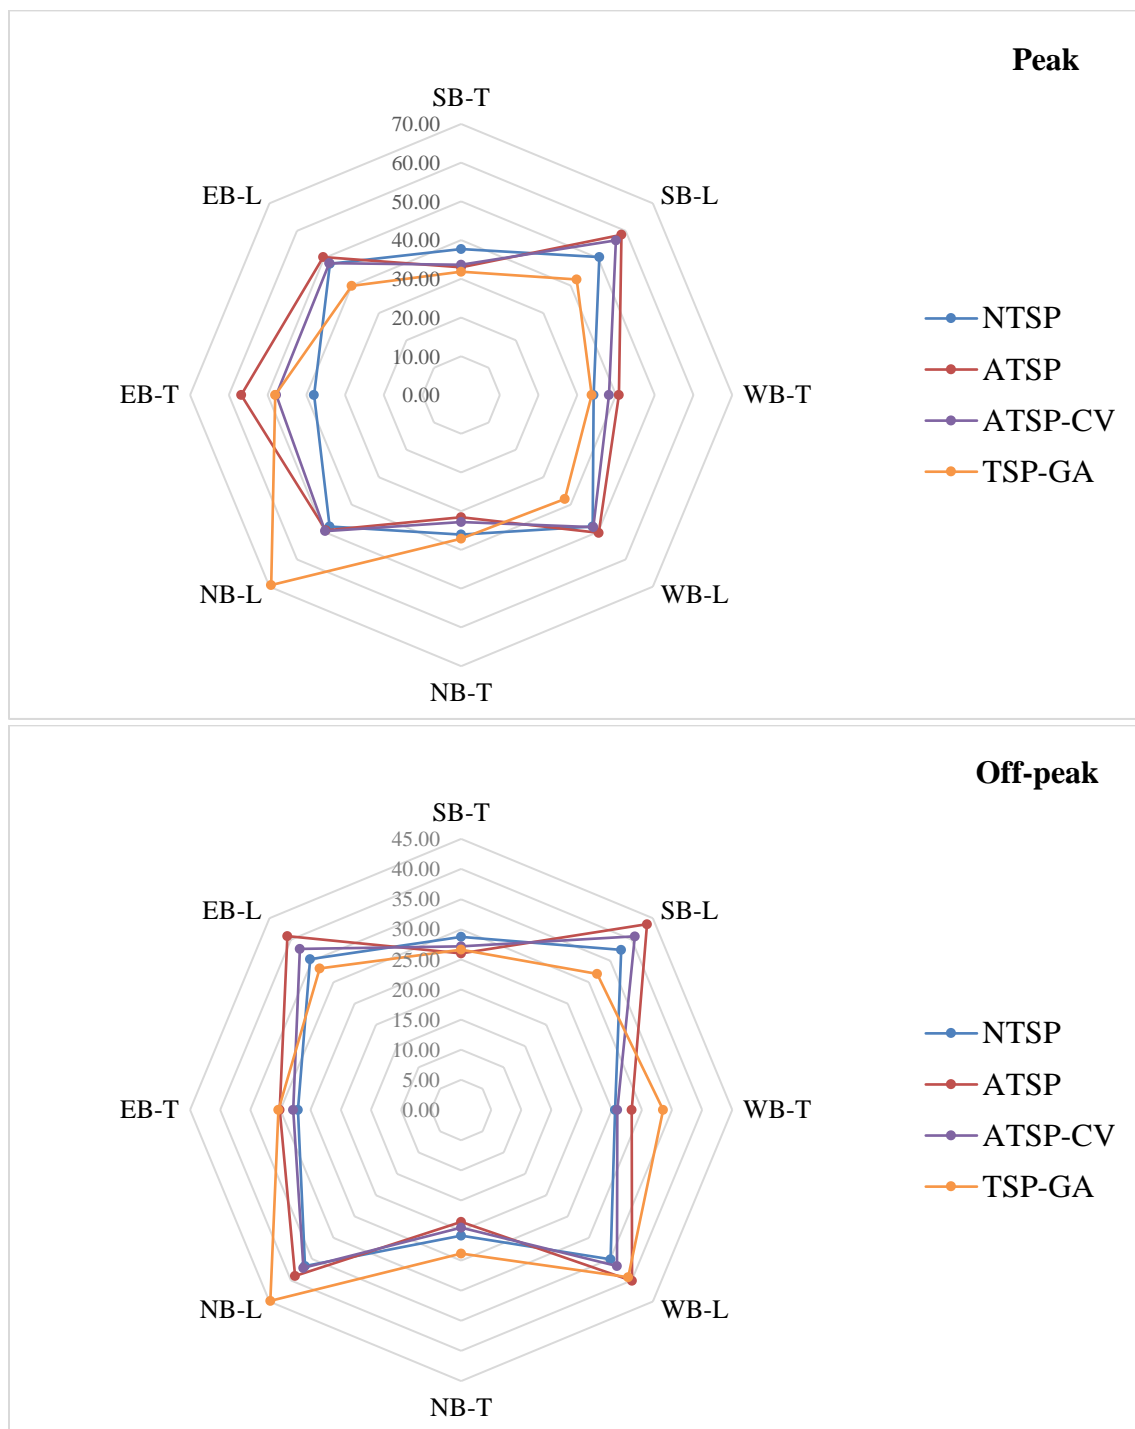 Peak
SB-T
70.00
60.00
50.00
40.00
30.00
20.00
10.00
0.00
SB-L
WB-T
WB-L
NB-T
NB-L
EB-T
EB-L
NTSP
ATSP
ATSP-CV
TSP-GA
Off-peak
SB-T
45.00
40.00
35.00
30.00
25.00
20.00
15.00
10.00
5.00
0.00
SB-L
WB-T
WB-L
NB-T
NB-L
EB-T
EB-L
NTSP
ATSP
ATSP-CV
TSP-GA